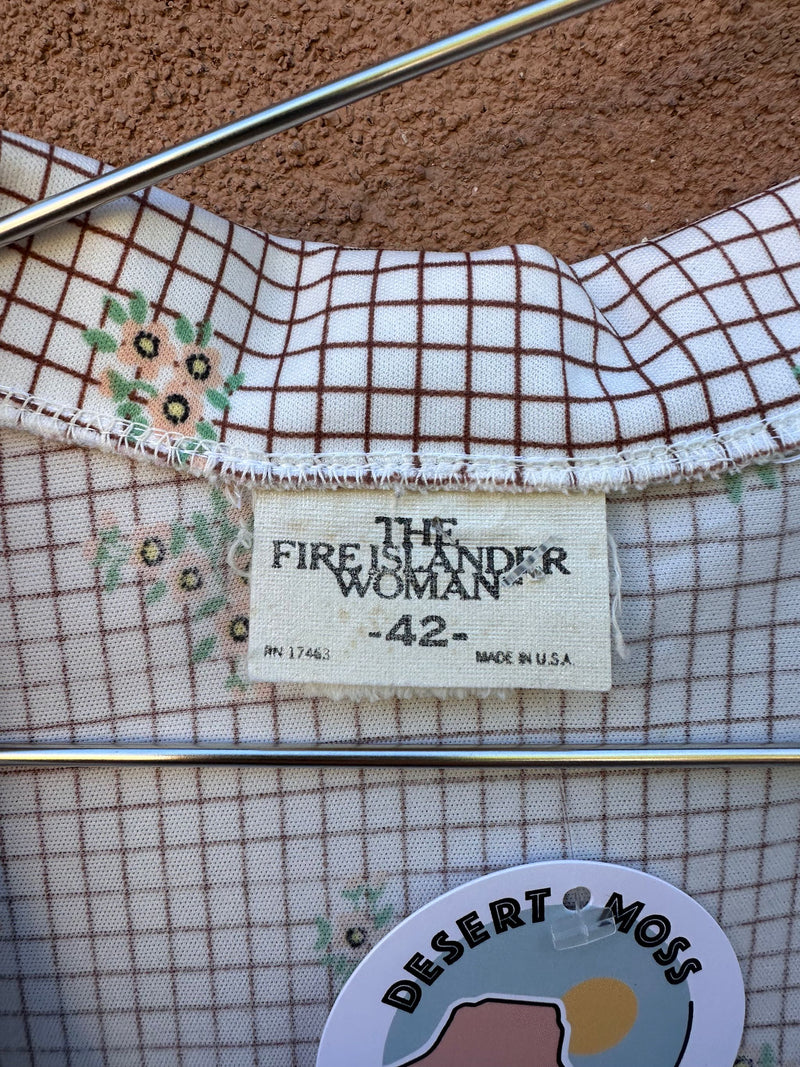 THE
FIRE ISLANDER
WOMAN
-42-
RN 17463
MADE IN U.S.A.
DESERT MOSS